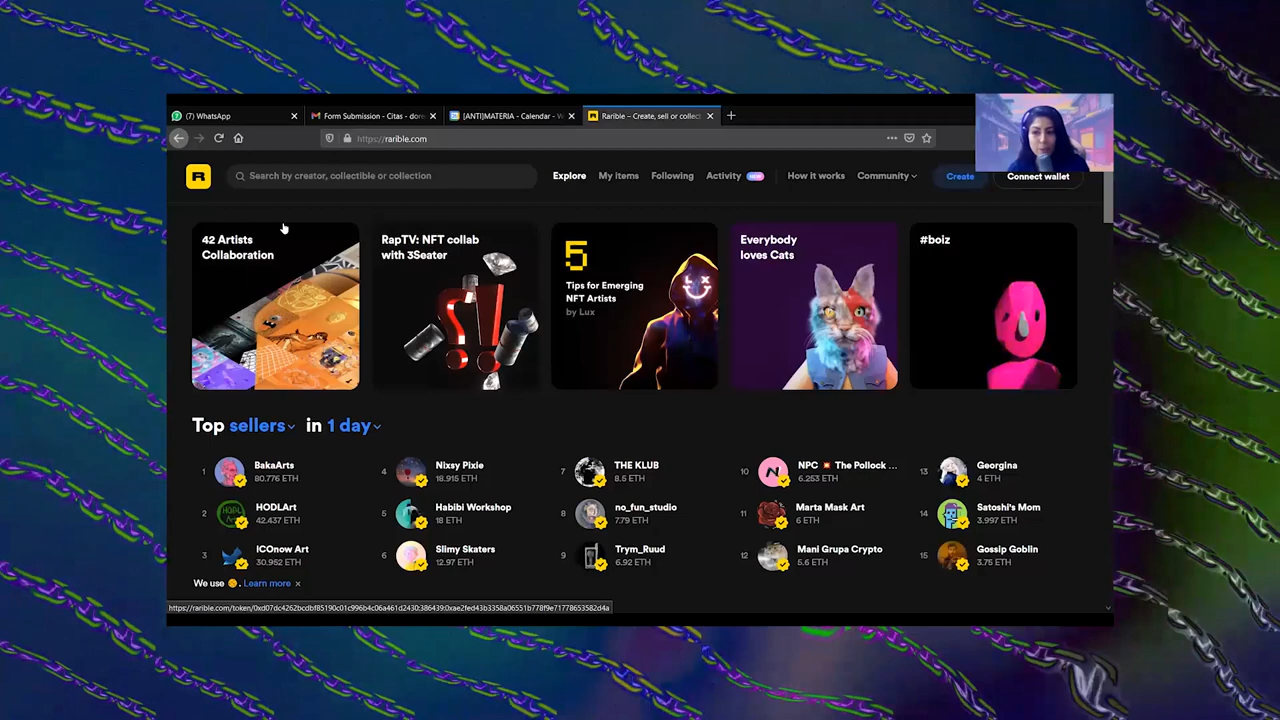 (7) WhatsApp
Form Submission - Citas - dore
[ANTI]MATERIA - Calendar - W
Rarible – Create, sell or collec
https://rarible.com
R
Search by creator, collectible or collection
Explore
My items
Following
Activity
NEW
How it works
Community
Create
Connect wallet
42 Artists
Collaboration
RapTV: NFT collab
with 3Seater
5
Tips for Emerging
NFT Artists
by Lux
Everybody
loves Cats
#boiz
Top sellers in 1 day
1
BakaArts
80.776 ETH
2
HODLArt
42.437 ETH
3
ICOnow Art
30.952 ETH
4
Nixsy Pixie
18.915 ETH
5
Habibi Workshop
18 ETH
6
Slimy Skaters
12.97 ETH
7
THE KLUB
8.5 ETH
8
no_fun_studio
7.79 ETH
9
Trym_Ruud
6.92 ETH
10
NPC 💥 The Pollock ...
6.253 ETH
11
Marta Mask Art
6 ETH
12
Mani Grupa Crypto
5.6 ETH
13
Georgina
4 ETH
14
Satoshi's Mom
3.997 ETH
15
Gossip Goblin
3.75 ETH
We use 🍪. Learn more ×